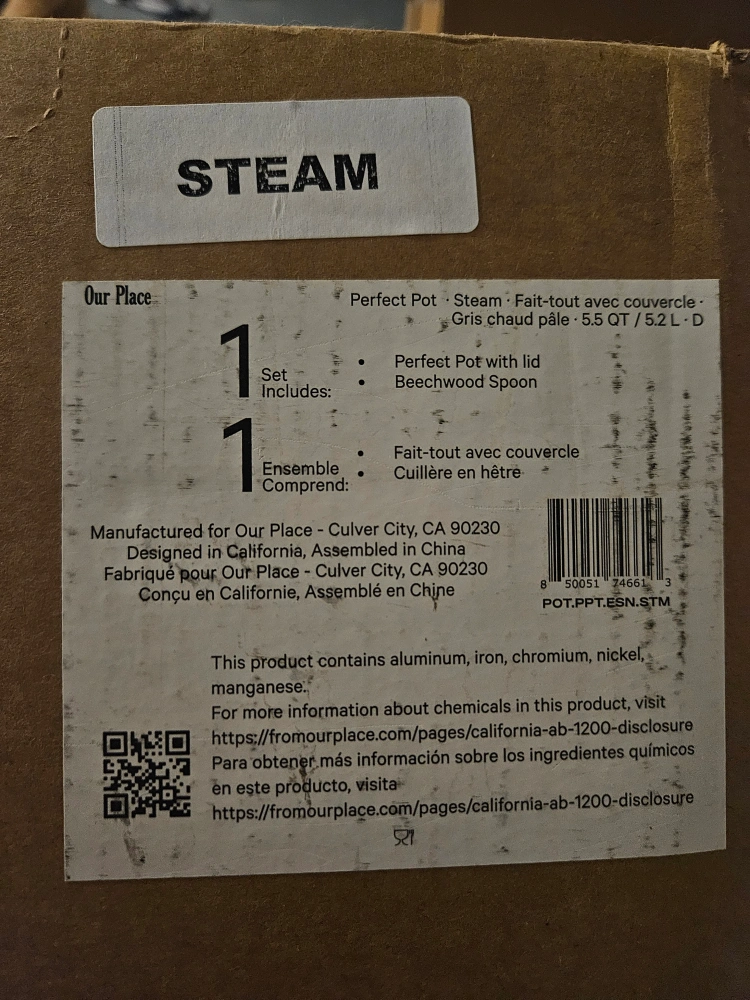 STEAM
Our Place
Perfect Pot · Steam · Fait-tout avec couvercle ·
Gris chaud pâle · 5.5 QT / 5.2 L · D
1 Set
Includes:
• Perfect Pot with lid
• Beechwood Spoon
1 Ensemble
Comprend:
• Fait-tout avec couvercle
• Cuillère en hêtre
Manufactured for Our Place - Culver City, CA 90230
Designed in California, Assembled in China
Fabriqué pour Our Place - Culver City, CA 90230
Conçu en Californie, Assemblé en Chine
8 50051 74661 3
POT.PPT.ESN.STM
This product contains aluminum, iron, chromium, nickel,
manganese.
For more information about chemicals in this product, visit
https://fromourplace.com/pages/california-ab-1200-disclosure
Para obtener más información sobre los ingredientes químicos
en este producto, visita
https://fromourplace.com/pages/california-ab-1200-disclosure